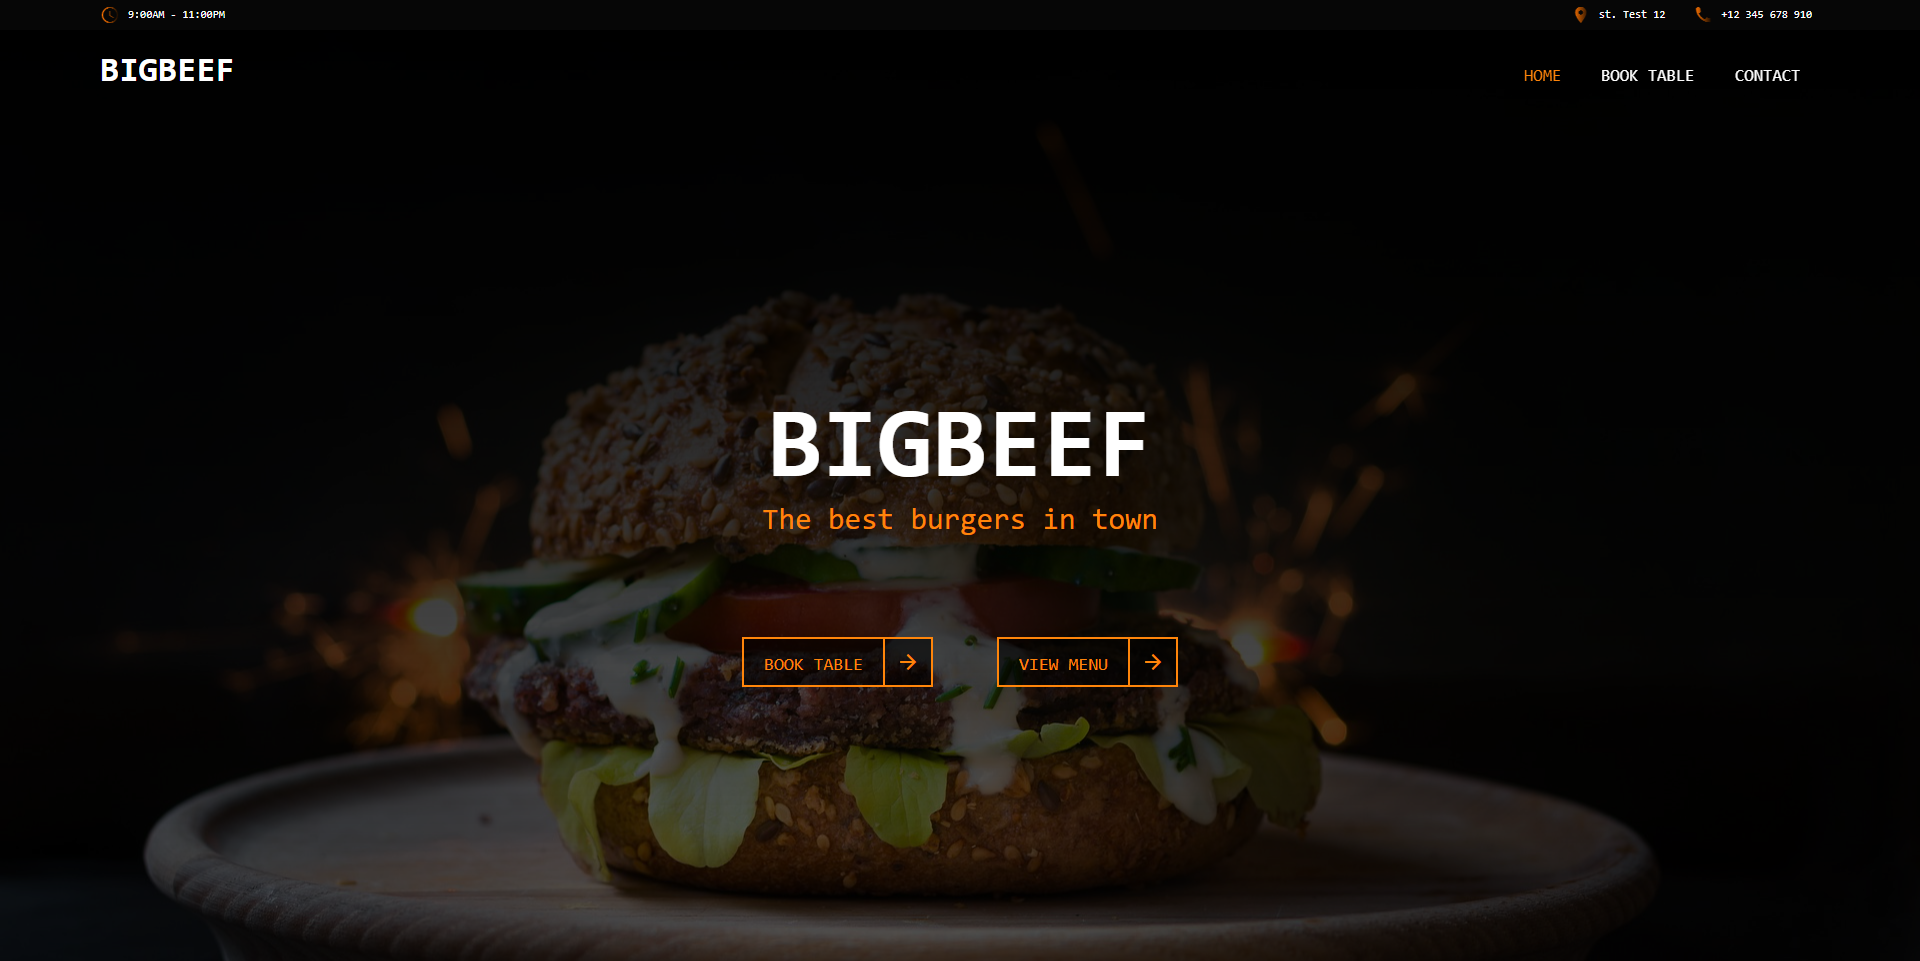 9:00AM - 11:00PM
st. Test 12
+12 345 678 910
BIGBEEF
HOME
BOOK TABLE
CONTACT
BIGBEEF
The best burgers in town
BOOK TABLE
VIEW MENU